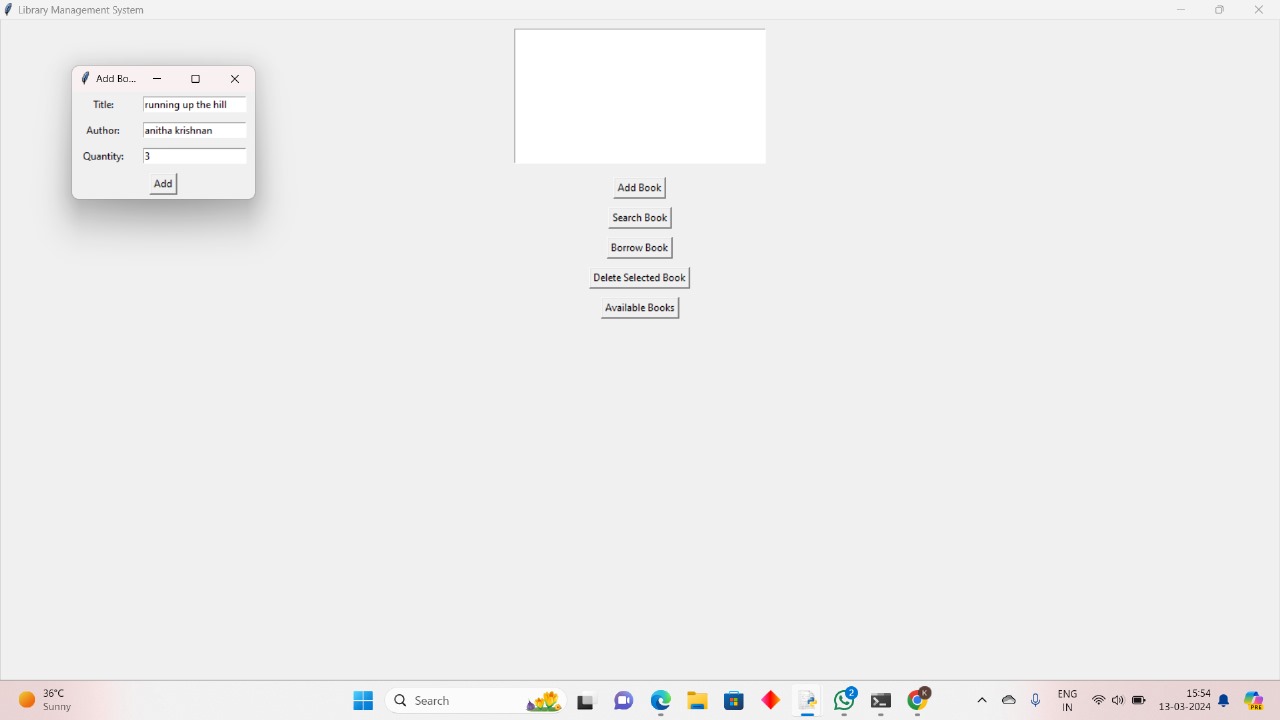 Library Management System
Add Bo...
Title: running up the hill
Author: anitha krishnan
Quantity: 3
Add
Add Book
Search Book
Borrow Book
Delete Selected Book
Available Books
36°C
Sunny
Search
2
K
ENG
IN
15:54
13-03-2024
PRE